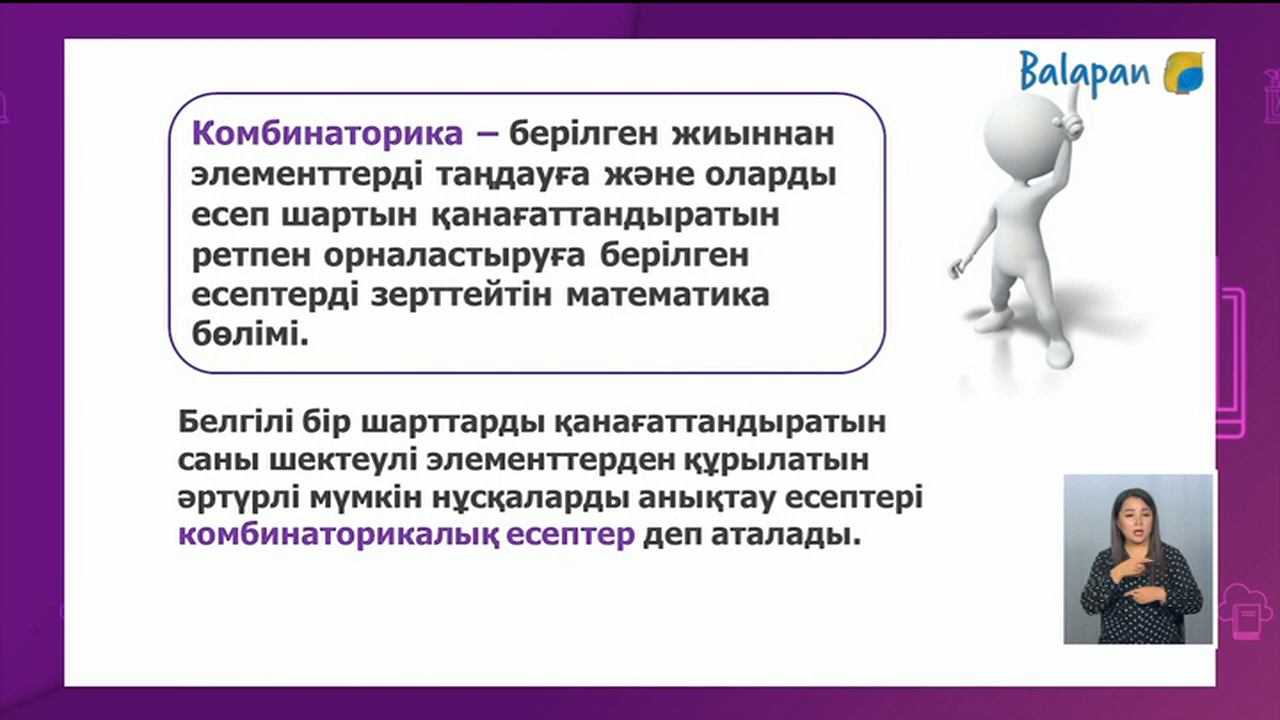 Balapan
Комбинаторика – берілген жиыннан
элементтерді таңдауға және оларды
есеп шартын қанағаттандыратын
ретпен орналастыруға берілген
есептерді зерттейтін математика
бөлімі.
Белгілі бір шарттарды қанағаттандыратын
саны шектеулі элементтерден құрылатын
әртүрлі мүмкін нұсқаларды анықтау есептері
комбинаторикалық есептер деп аталады.